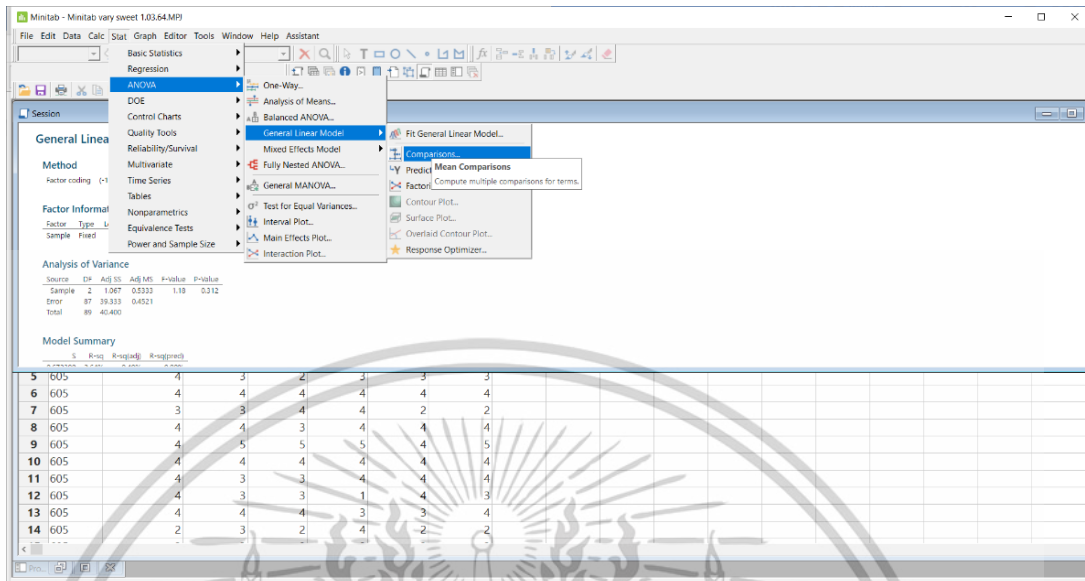 Minitab - Minitab vary sweet 1.03.64.MPJ
File Edit Data Calc Stat Graph Editor Tools Window Help Assistant
Basic Statistics
Regression
ANOVA
DOE
Control Charts
Quality Tools
Reliability/Survival
Multivariate
Time Series
Tables
Nonparametrics
Equivalence Tests
Power and Sample Size
One-Way...
Analysis of Means...
Balanced ANOVA...
General Linear Model
Mixed Effects Model
Fully Nested ANOVA...
General MANOVA...
σ² Test for Equal Variances...
Interval Plot...
Main Effects Plot...
Interaction Plot...
Fit General Linear Model...
Comparisons...
Predict
Factori
Contour Plot...
Surface Plot...
Overlaid Contour Plot...
Response Optimizer...
Mean Comparisons
Compute multiple comparisons for terms.
Session
General Linea
Method
Factor coding (-1
Factor Informat
Factor Type L
Sample Fixed
Analysis of Variance
Source DF Adj SS Adj MS F-Value P-Value
Sample 2 1.067 0.5333 1.18 0.312
Error 87 39.333 0.4521
Total 89 40.400
Model Summary
S R-sq R-sq(adj) R-sq(pred)
5 605 4 3 2 3 3 3
6 605 4 4 4 4 4 4
7 605 3 3 4 4 2 2
8 605 4 4 3 4 4 4
9 605 4 5 5 5 4 5
10 605 4 4 4 4 4 4
11 605 4 3 3 4 4 4
12 605 4 3 3 1 4 3
13 605 4 4 4 3 3 4
14 605 2 3 2 4 2 2
Pro...